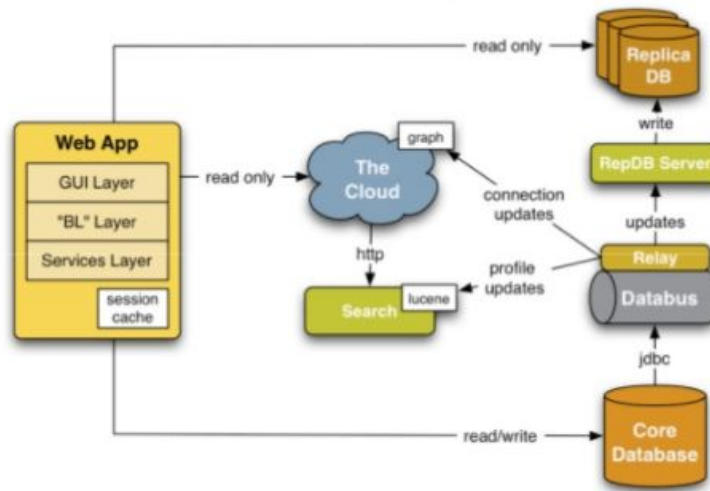 read only
Replica
DB
write
Web App
GUI Layer
"BL" Layer
Services Layer
session
cache
read only
The
Cloud
graph
http
Search
lucene
connection
updates
profile
updates
RepDB Server
updates
Relay
Databus
jdbc
read/write
Core
Database